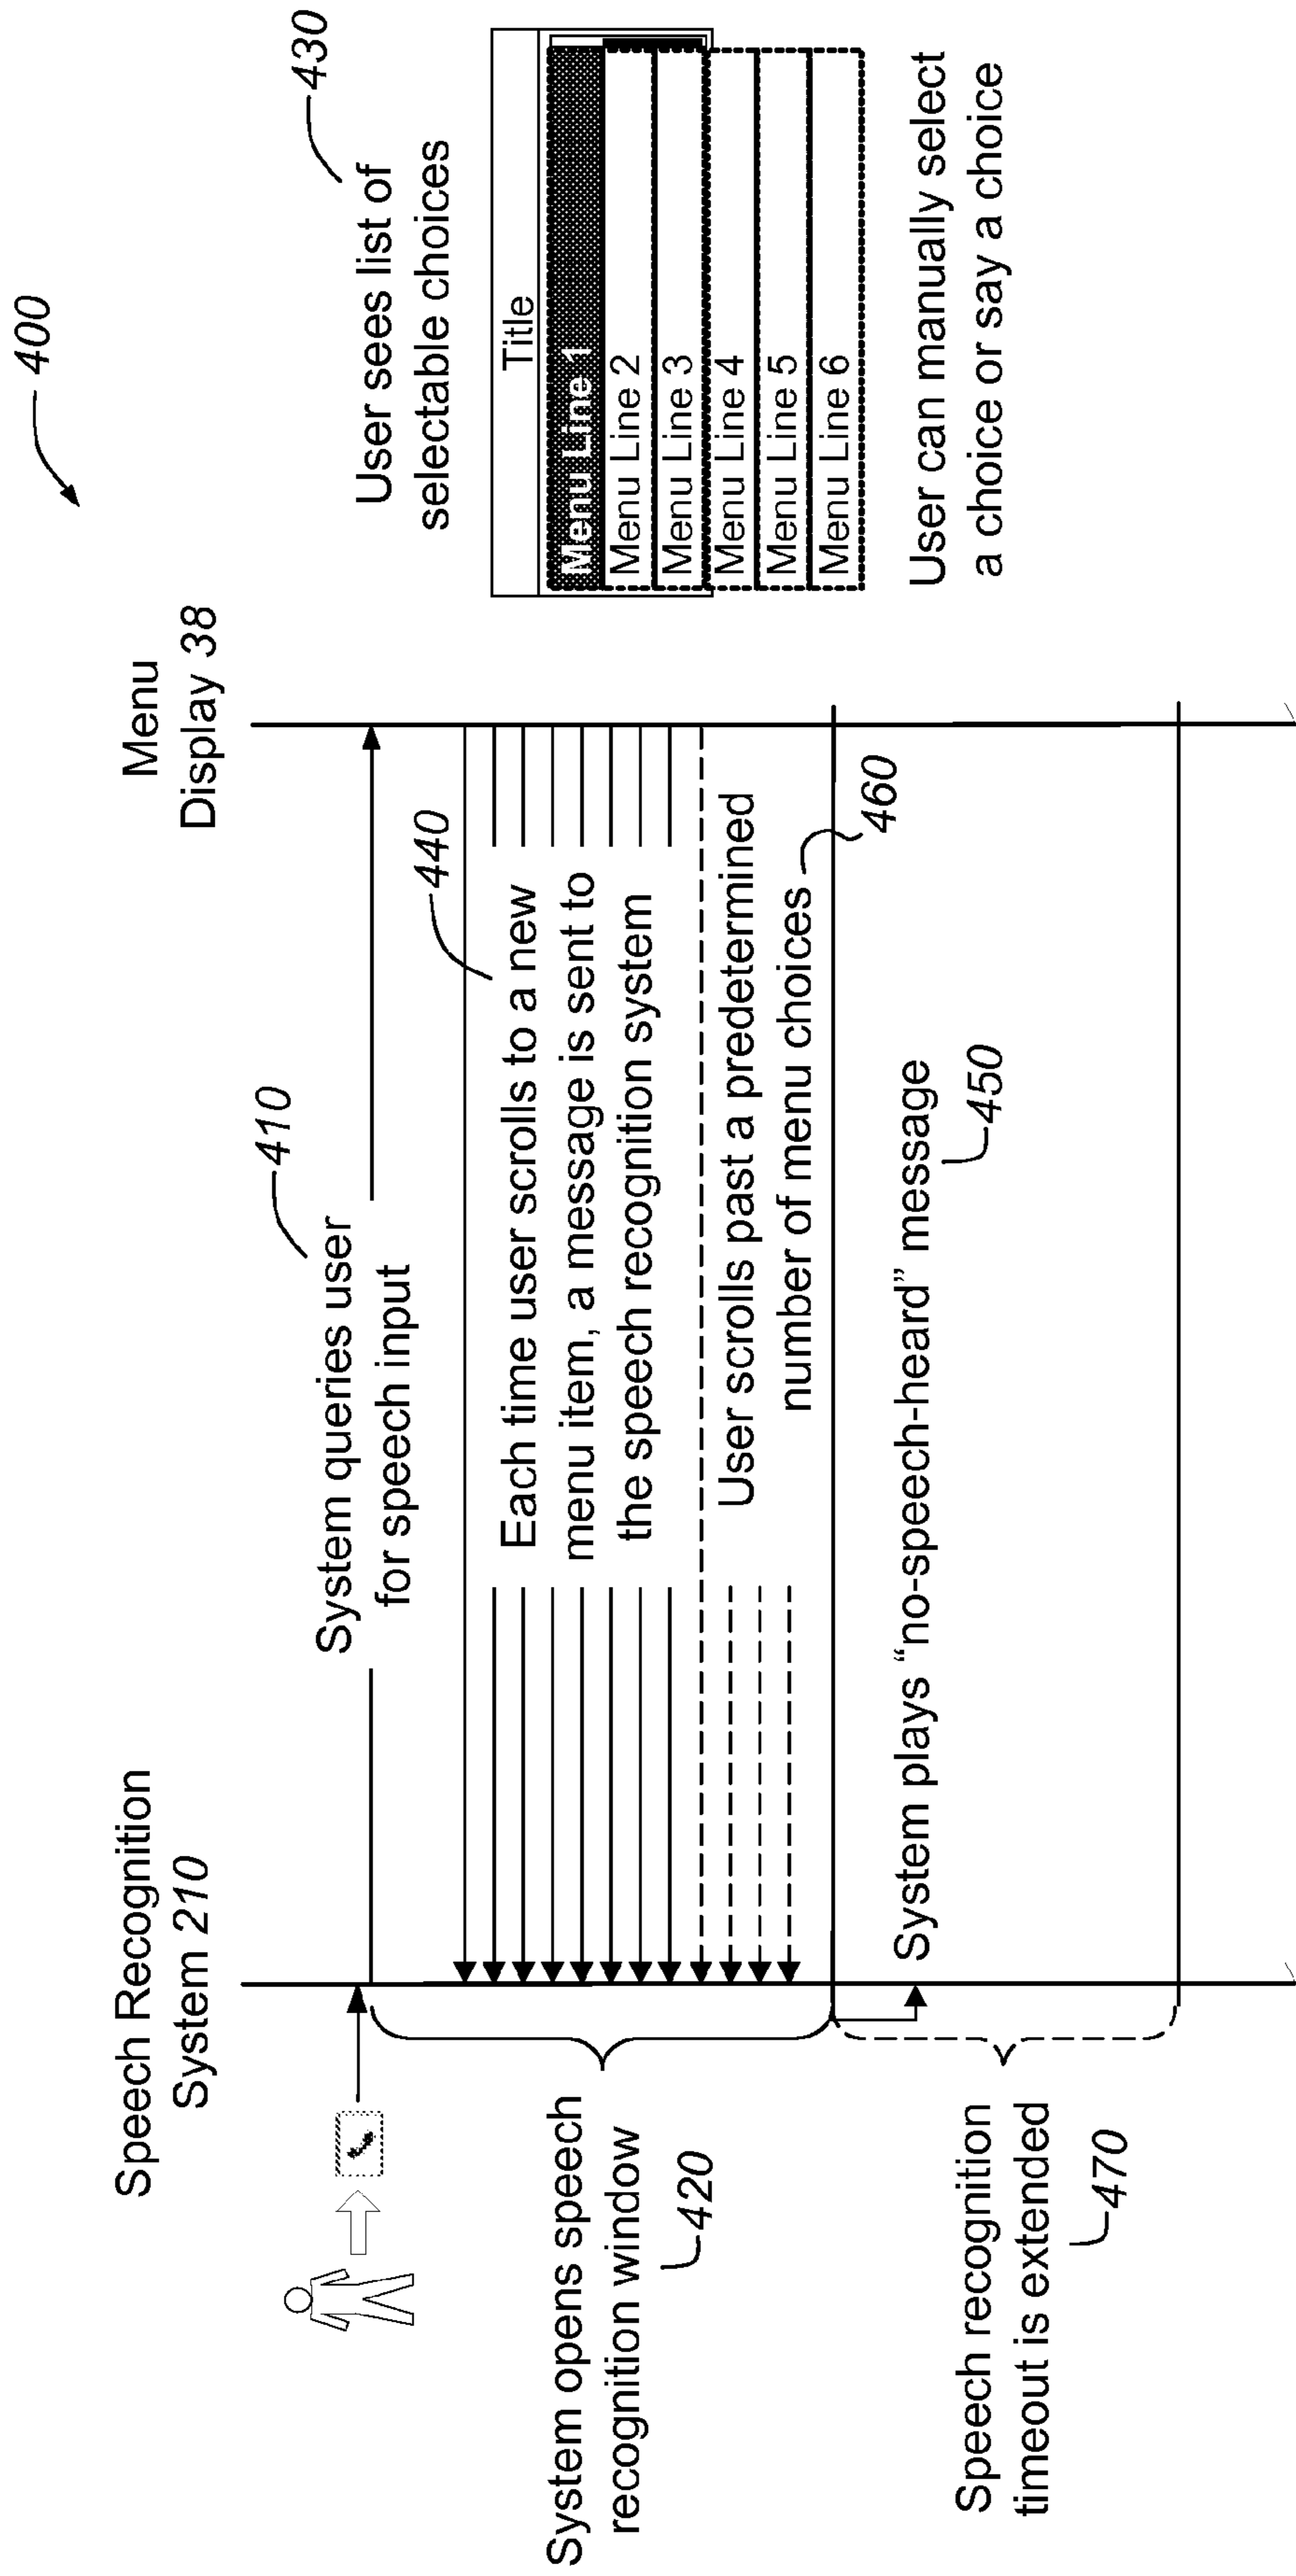 400
Speech Recognition
System 210
Menu
Display 38
410
System queries user
for speech input
430
User sees list of
selectable choices
Title
Menu Line 1
Menu Line 2
Menu Line 3
Menu Line 4
Menu Line 5
Menu Line 6
User can manually select
a choice or say a choice
440
Each time user scrolls to a new
menu item, a message is sent to
the speech recognition system
User scrolls past a predetermined
number of menu choices
460
System opens speech
recognition window
420
System plays “no-speech-heard” message
450
Speech recognition
timeout is extended
470